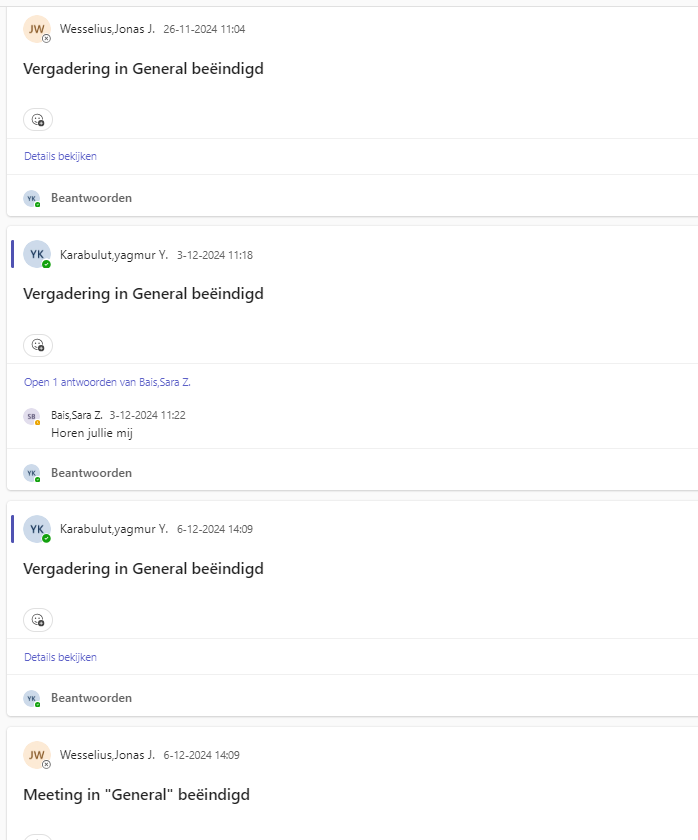 JW Wesselius,Jonas J. 26-11-2024 11:04
Vergadering in General beëindigd
Details bekijken
YK Beantwoorden
YK Karabulut,yagmur Y. 3-12-2024 11:18
Vergadering in General beëindigd
Open 1 antwoorden van Bais,Sara Z.
SB Bais,Sara Z. 3-12-2024 11:22
Horen jullie mij
YK Beantwoorden
YK Karabulut,yagmur Y. 6-12-2024 14:09
Vergadering in General beëindigd
Details bekijken
YK Beantwoorden
JW Wesselius,Jonas J. 6-12-2024 14:09
Meeting in "General" beëindigd